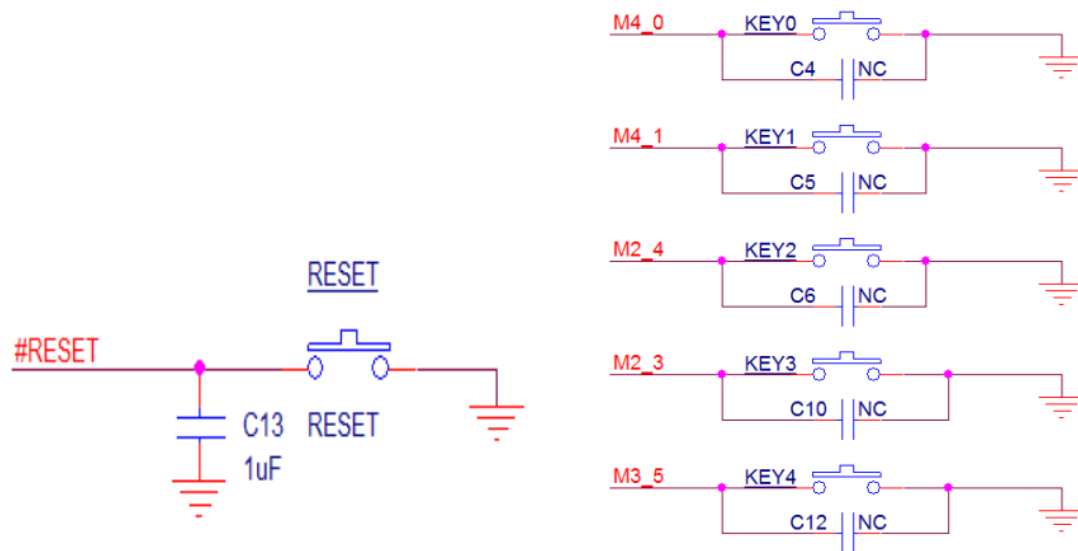 RESET
#RESET
C13 RESET
1uF
M4_0 KEY0
C4 NC
M4_1 KEY1
C5 NC
M2_4 KEY2
C6 NC
M2_3 KEY3
C10 NC
M3_5 KEY4
C12 NC